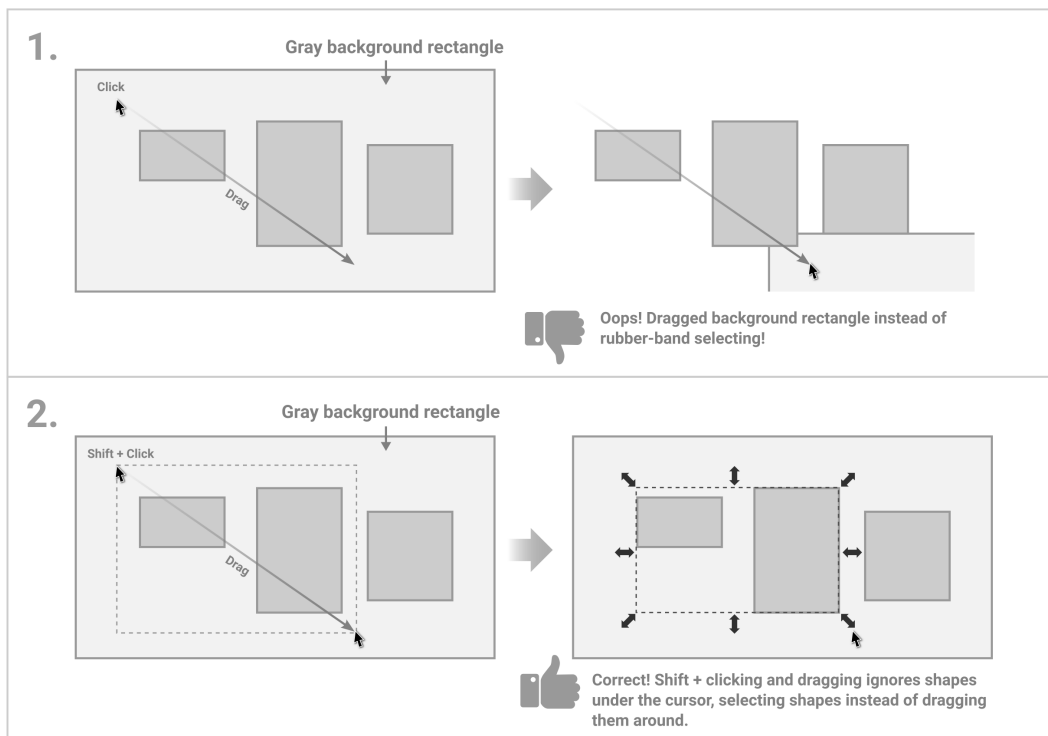 1.
Gray background rectangle
Click
Drag
Oops! Dragged background rectangle instead of
rubber-band selecting!
2.
Gray background rectangle
Shift + Click
Drag
Correct! Shift + clicking and dragging ignores shapes
under the cursor, selecting shapes instead of dragging
them around.